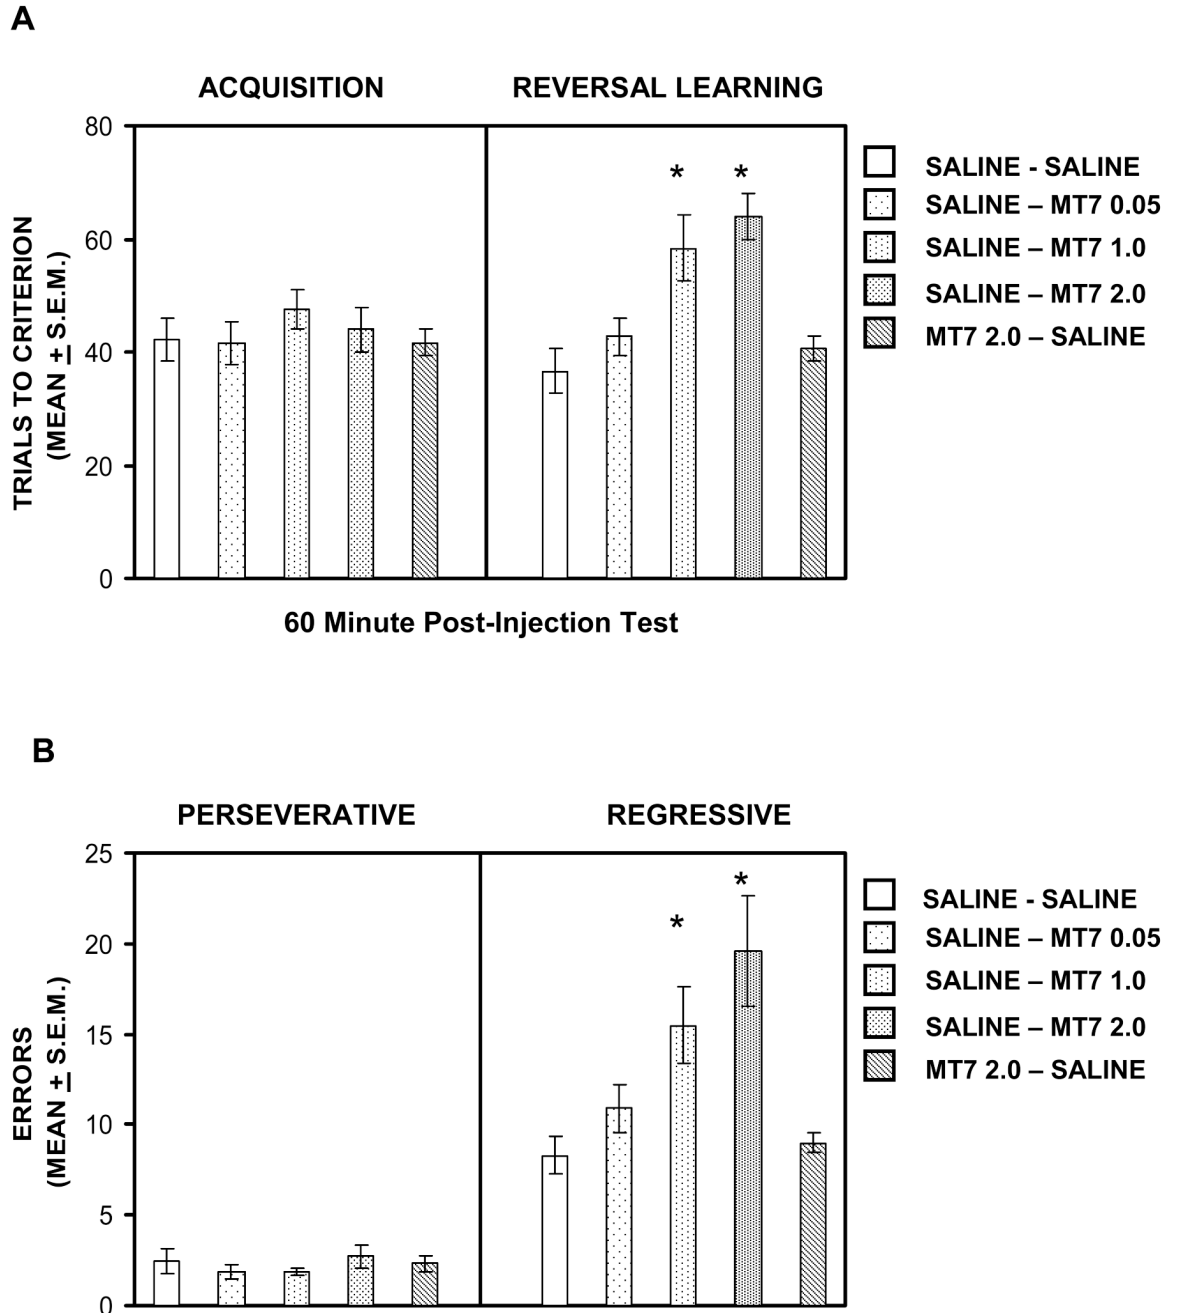 A
ACQUISITION
REVERSAL LEARNING
80
60
40
20
0
TRIALS TO CRITERION
(MEAN ± S.E.M.)
*
*
SALINE - SALINE
SALINE – MT7 0.05
SALINE – MT7 1.0
SALINE – MT7 2.0
MT7 2.0 – SALINE
60 Minute Post-Injection Test
B
PERSEVERATIVE
REGRESSIVE
25
20
15
10
5
0
ERRORS
(MEAN ± S.E.M.)
*
*
SALINE - SALINE
SALINE – MT7 0.05
SALINE – MT7 1.0
SALINE – MT7 2.0
MT7 2.0 – SALINE